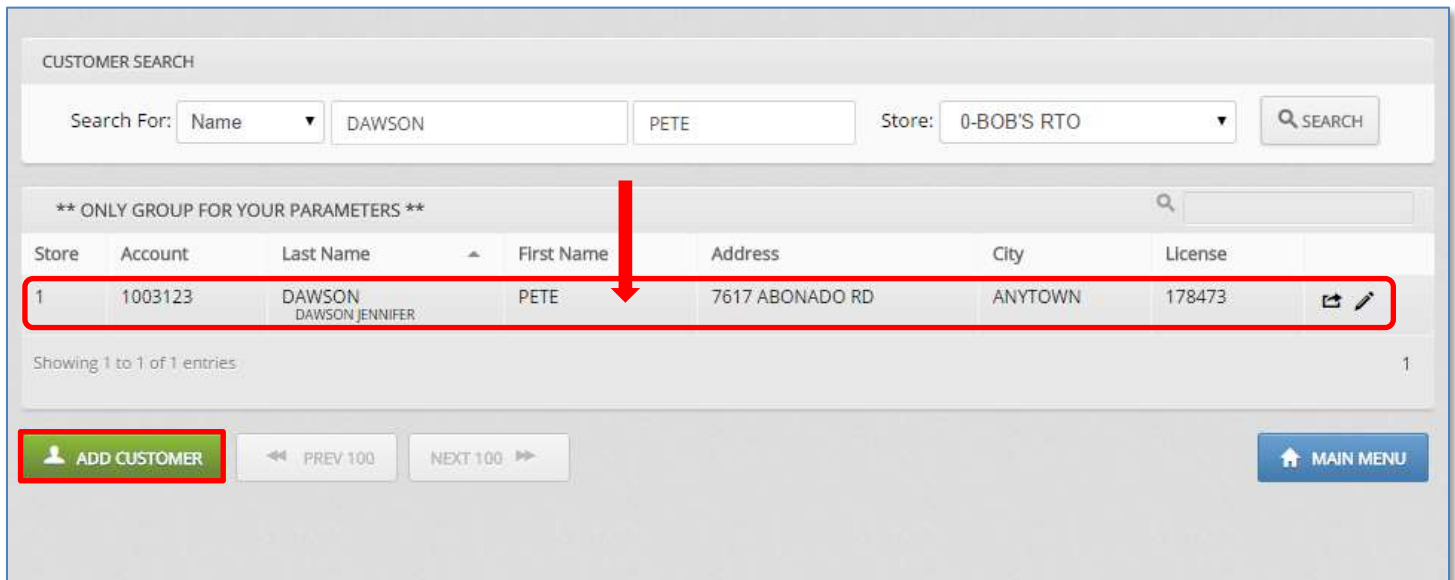 CUSTOMER SEARCH
Search For: Name DAWSON PETE Store: 0-BOB'S RTO SEARCH
** ONLY GROUP FOR YOUR PARAMETERS **
Store Account Last Name First Name Address City License
1 1003123 DAWSON PETE 7617 ABONADO RD ANYTOWN 178473
DAWSON JENNIFER
Showing 1 to 1 of 1 entries 1
ADD CUSTOMER PREV 100 NEXT 100 MAIN MENU